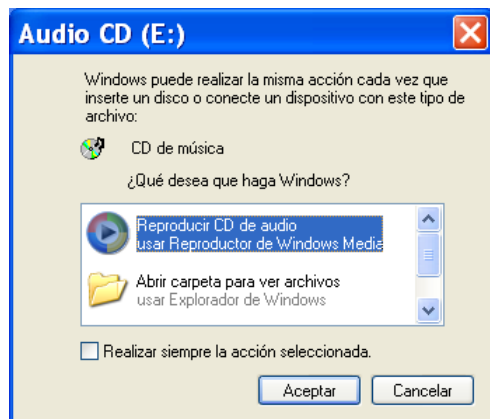 Audio CD (E:)
Windows puede realizar la misma acción cada vez que
inserte un disco o conecte un dispositivo con este tipo de
archivo:
CD de música
¿Qué desea que haga Windows?
Reproducir CD de audio
usar Reproductor de Windows Media
Abrir carpeta para ver archivos
usar Explorador de Windows
Realizar siempre la acción seleccionada.
Aceptar Cancelar